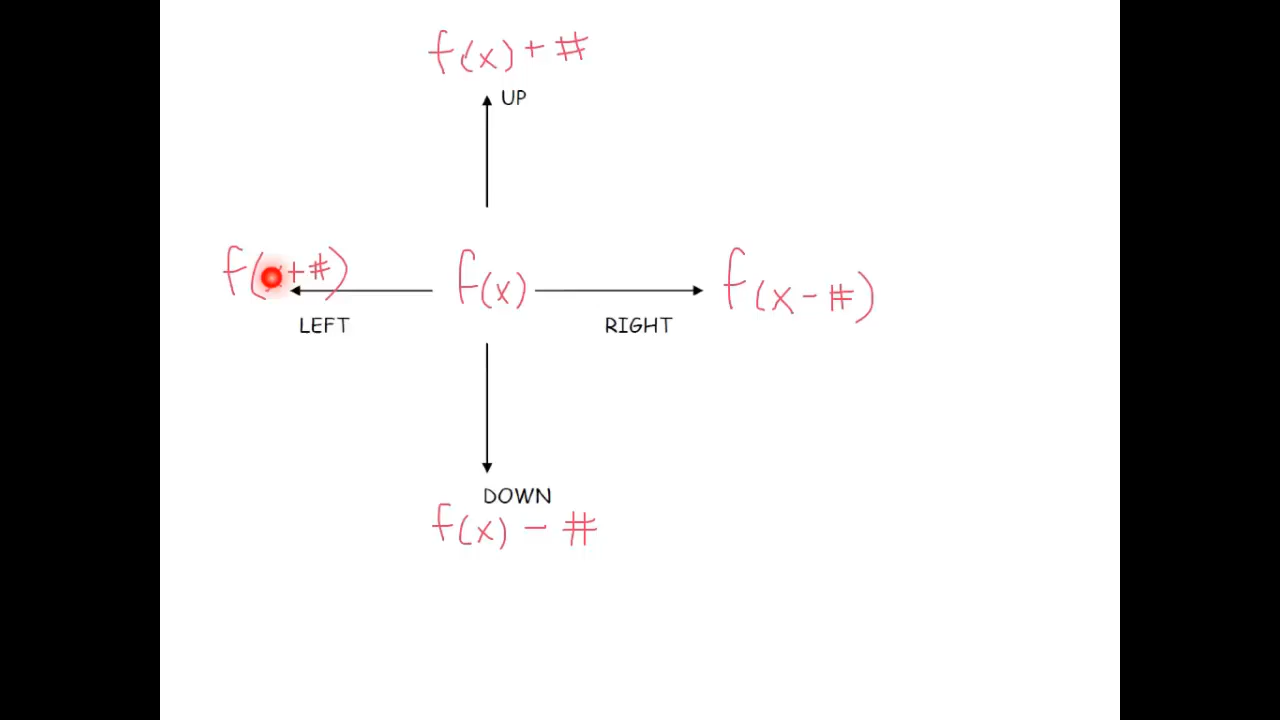 f(x) + #
UP
f( + #)
f(x)
f(x - #)
LEFT
RIGHT
DOWN
f(x) - #